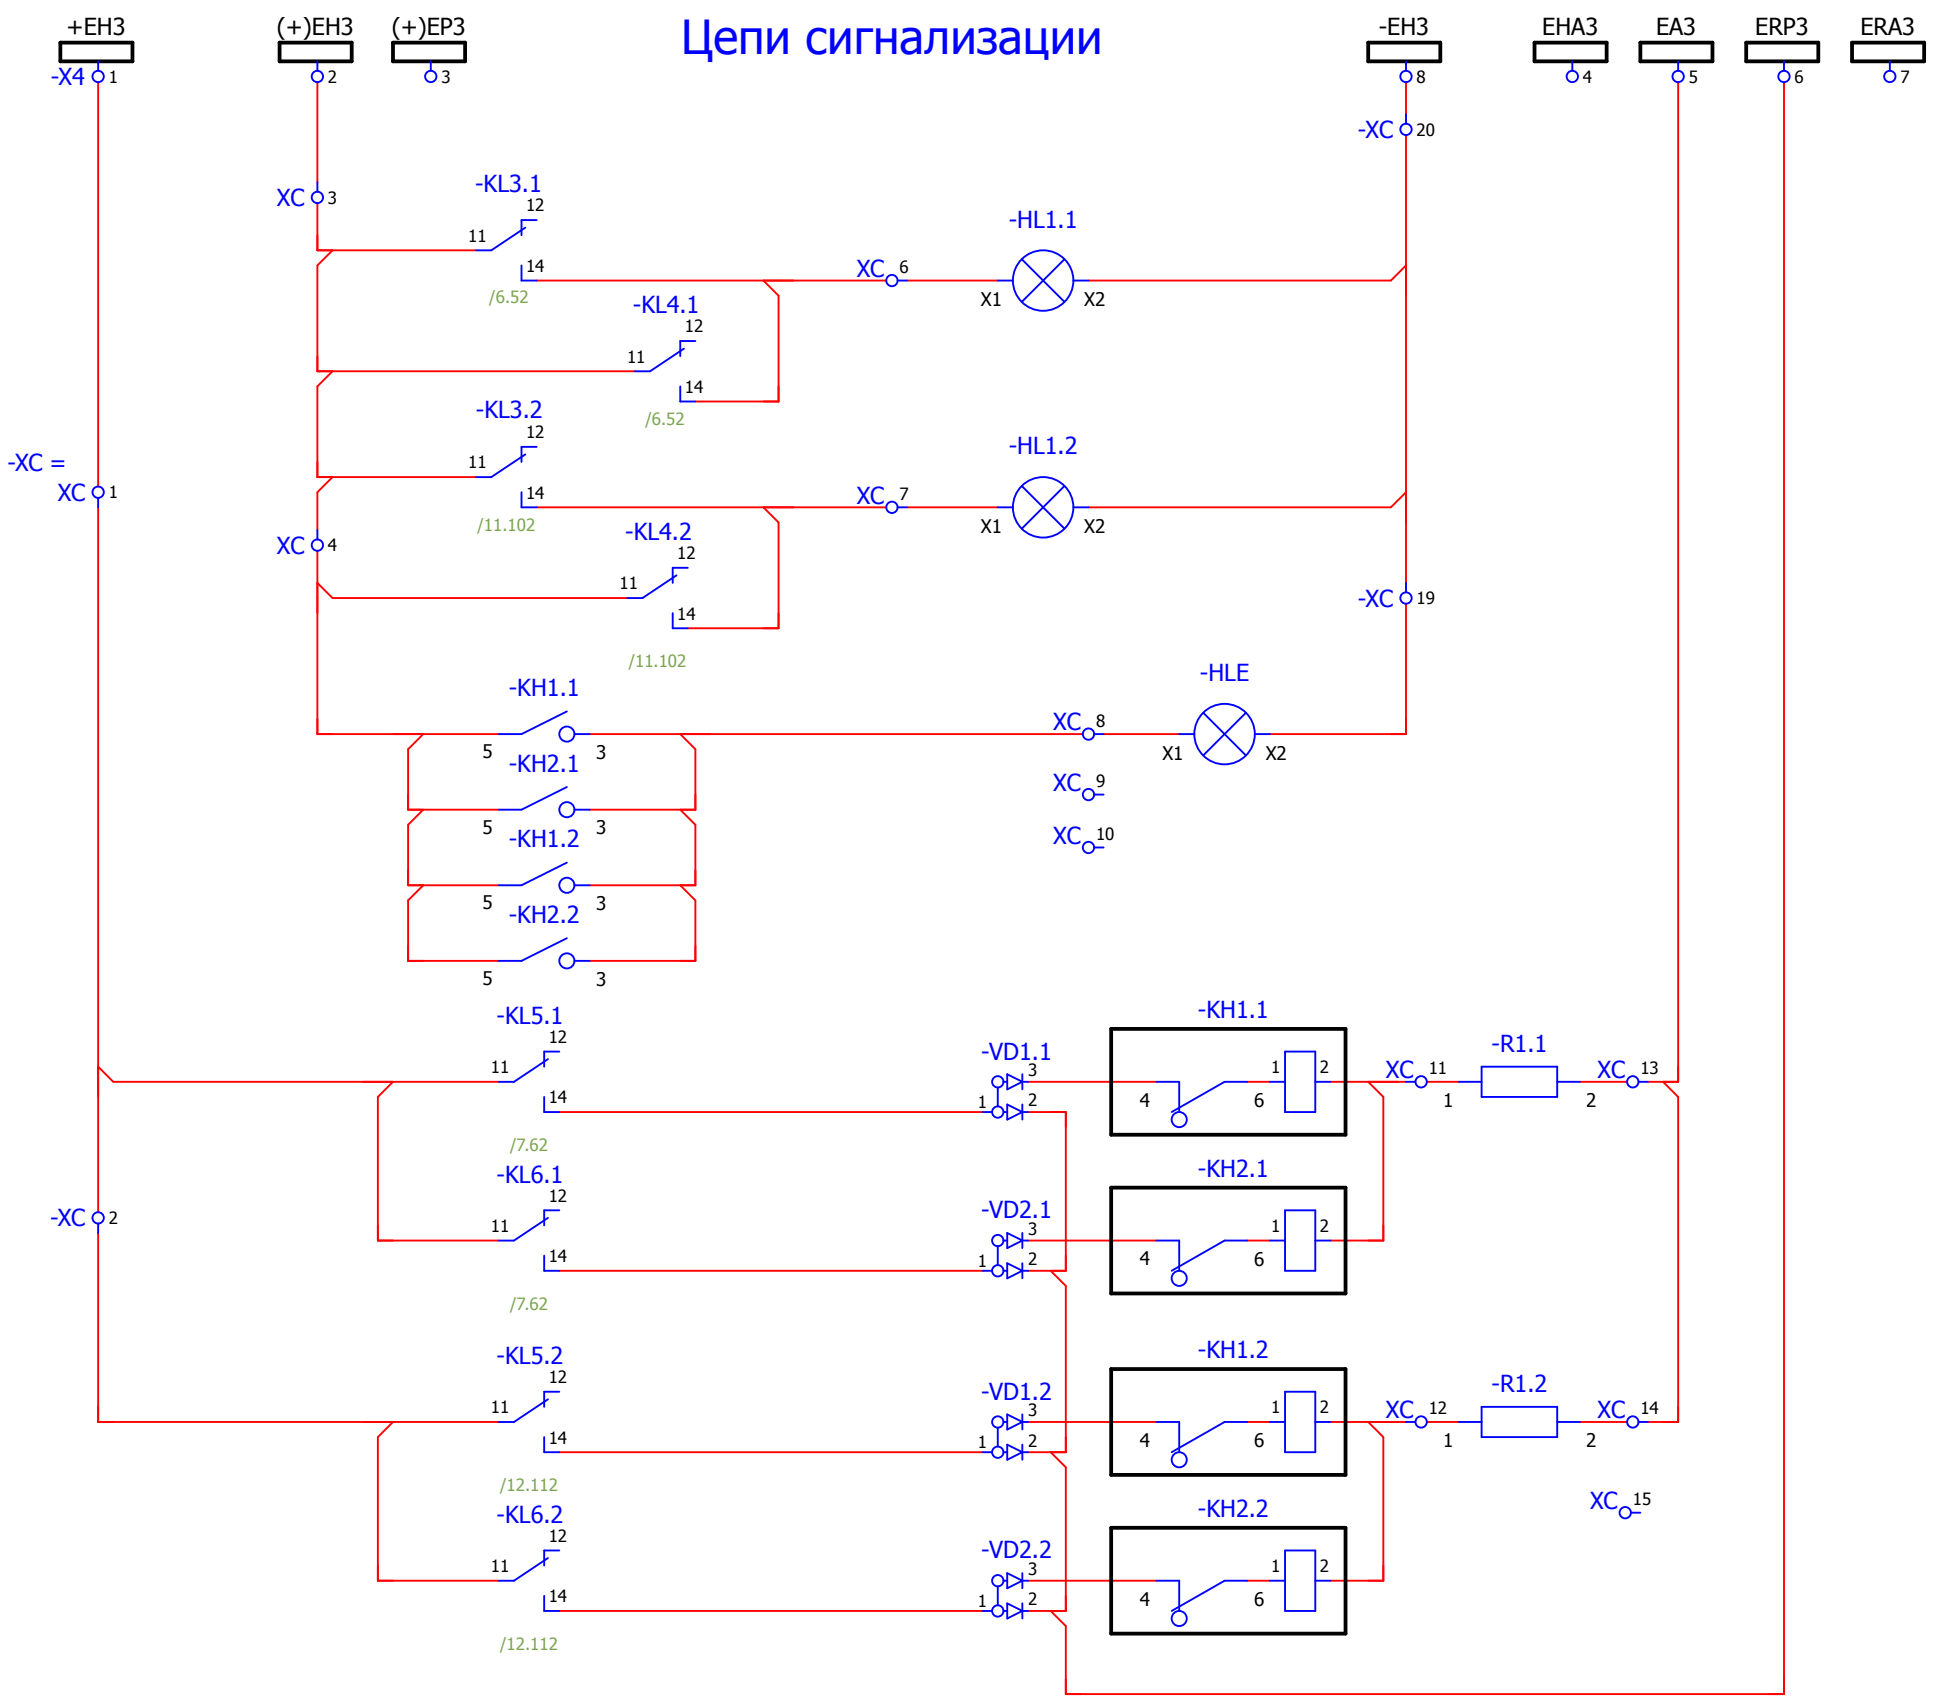 Цепи сигнализации
+EH3 (+)EH3 (+)EP3 -EH3 EHA3 EA3 ERP3 ERA3
-X4 1 2 3 8 4 5 6 7
-XC 20
XC 3
-KL3.1
12
11
14
/6.52
-HL1.1
XC 6
X1 X2
-KL4.1
12
11
14
/6.52
-KL3.2
12
11
14
/11.102
-HL1.2
XC 7
X1 X2
-XC =
XC 1
XC 4
-KL4.2
12
11
14
/11.102
-XC 19
-HLE
-KH1.1
5 3
XC 8
X1 X2
-KH2.1
5 3
XC 9
-KH1.2
5 3
XC 10
-KH2.2
5 3
-KL5.1
12
11
14
/7.62
-VD1.1
3
1 2
-KH1.1
1 2
4 6
XC 11
-R1.1
1 2
XC 13
-KL6.1
12
11
14
/7.62
-XC 2
-VD2.1
3
1 2
-KH2.1
1 2
4 6
-KL5.2
12
11
14
/12.112
-VD1.2
3
1 2
-KH1.2
1 2
4 6
XC 12
-R1.2
1 2
XC 14
XC 15
-KL6.2
12
11
14
/12.112
-VD2.2
3
1 2
-KH2.2
1 2
4 6